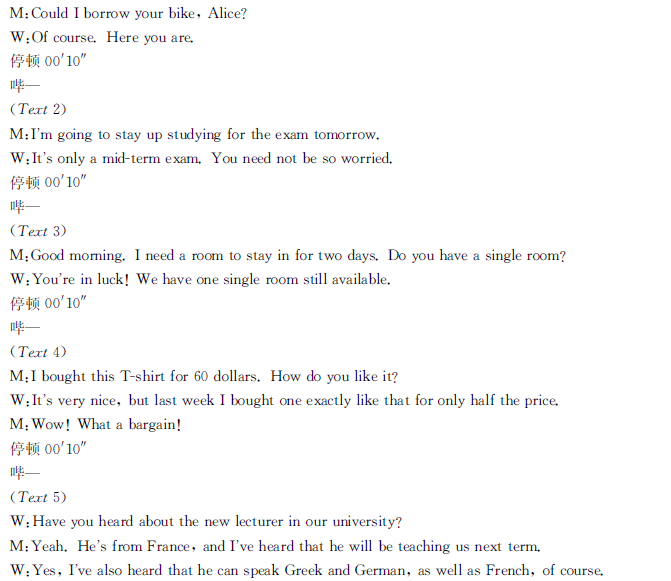 M:Could I borrow your bike, Alice?
W:Of course. Here you are.
停顿 00′10″
哔—
(Text 2)
M:I'm going to stay up studying for the exam tomorrow.
W:It's only a mid-term exam. You need not be so worried.
停顿 00′10″
哔—
(Text 3)
M:Good morning. I need a room to stay in for two days. Do you have a single room?
W:You're in luck! We have one single room still available.
停顿 00′10″
哔—
(Text 4)
M:I bought this T-shirt for 60 dollars. How do you like it?
W:It's very nice, but last week I bought one exactly like that for only half the price.
M:Wow! What a bargain!
停顿 00′10″
哔—
(Text 5)
W:Have you heard about the new lecturer in our university?
M:Yeah. He's from France, and I've heard that he will be teaching us next term.
W:Yes, I've also heard that he can speak Greek and German, as well as French, of course.